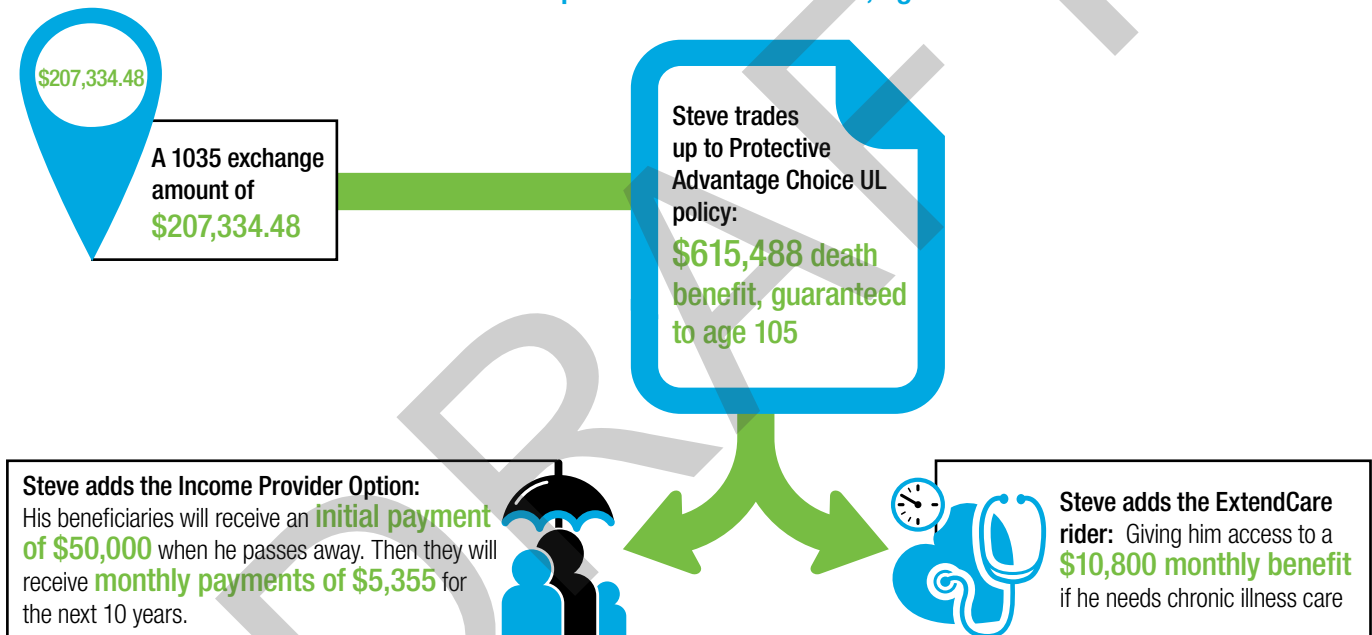 $207,334.48
A 1035 exchange
amount of
$207,334.48
Steve trades
up to Protective
Advantage Choice UL
policy:
$615,488 death
benefit, guaranteed
to age 105
Steve adds the Income Provider Option:
His beneficiaries will receive an initial payment
of $50,000 when he passes away. Then they will
receive monthly payments of $5,355 for
the next 10 years.
Steve adds the ExtendCare
rider: Giving him access to a
$10,800 monthly benefit
if he needs chronic illness care
DRAFT